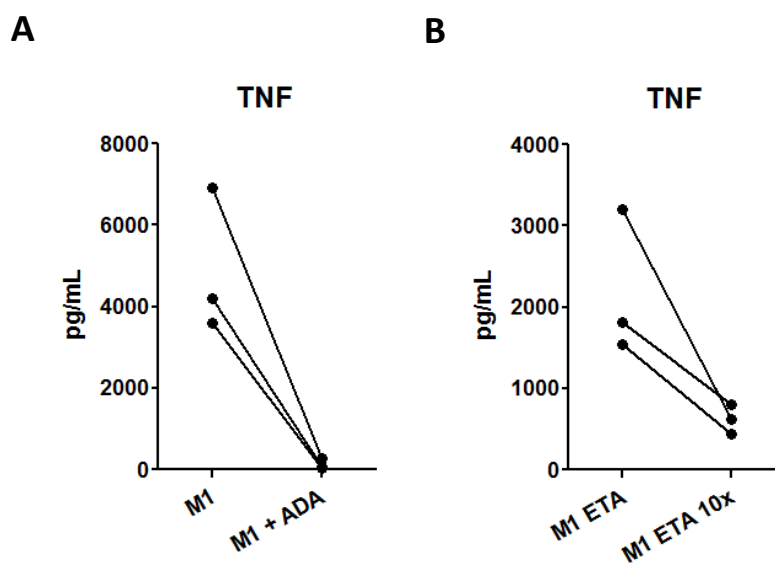 A
TNF
8000
6000
4000
2000
0
pg/mL
M1
M1 + ADA
B
TNF
4000
3000
2000
1000
0
pg/mL
M1 ETA
M1 ETA 10x